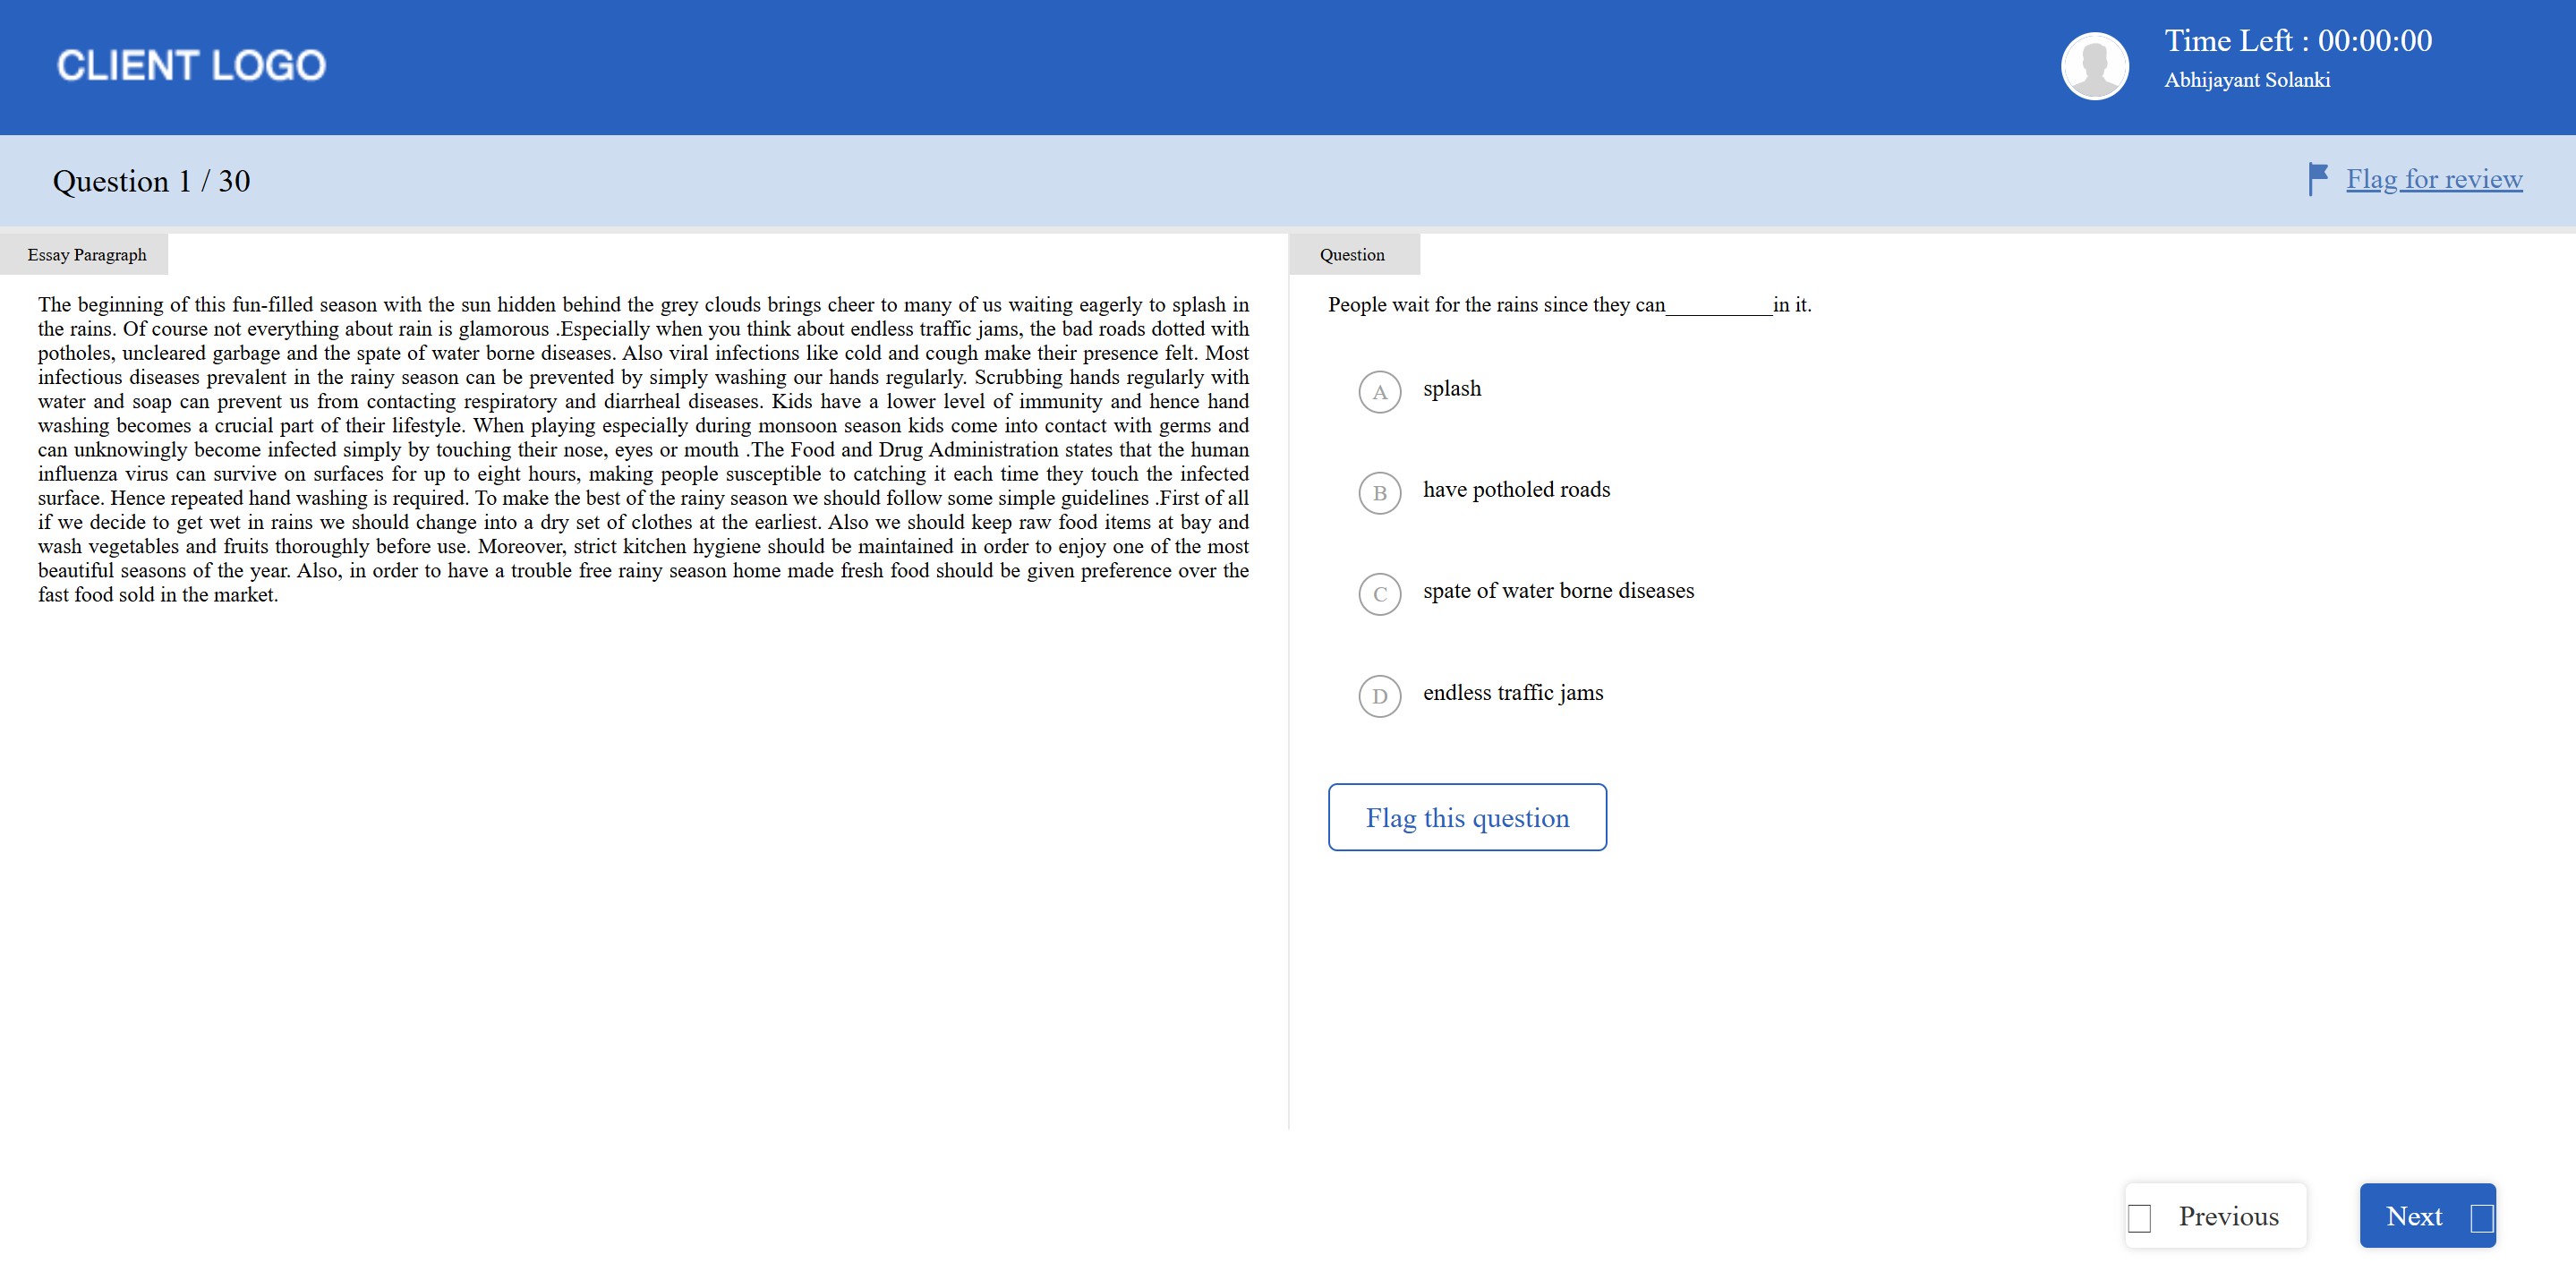 CLIENT LOGO
Time Left : 00:00:00
Abhijayant Solanki
Question 1 / 30
Flag for review
Essay Paragraph
The beginning of this fun-filled season with the sun hidden behind the grey clouds brings cheer to many of us waiting eagerly to splash in
the rains. Of course not everything about rain is glamorous .Especially when you think about endless traffic jams, the bad roads dotted with
potholes, uncleared garbage and the spate of water borne diseases. Also viral infections like cold and cough make their presence felt. Most
infectious diseases prevalent in the rainy season can be prevented by simply washing our hands regularly. Scrubbing hands regularly with
water and soap can prevent us from contacting respiratory and diarrheal diseases. Kids have a lower level of immunity and hence hand
washing becomes a crucial part of their lifestyle. When playing especially during monsoon season kids come into contact with germs and
can unknowingly become infected simply by touching their nose, eyes or mouth .The Food and Drug Administration states that the human
influenza virus can survive on surfaces for up to eight hours, making people susceptible to catching it each time they touch the infected
surface. Hence repeated hand washing is required. To make the best of the rainy season we should follow some simple guidelines .First of all
if we decide to get wet in rains we should change into a dry set of clothes at the earliest. Also we should keep raw food items at bay and
wash vegetables and fruits thoroughly before use. Moreover, strict kitchen hygiene should be maintained in order to enjoy one of the most
beautiful seasons of the year. Also, in order to have a trouble free rainy season home made fresh food should be given preference over the
fast food sold in the market.
Question
People wait for the rains since they can__________in it.
A splash
B have potholed roads
C spate of water borne diseases
D endless traffic jams
Flag this question
Previous
Next